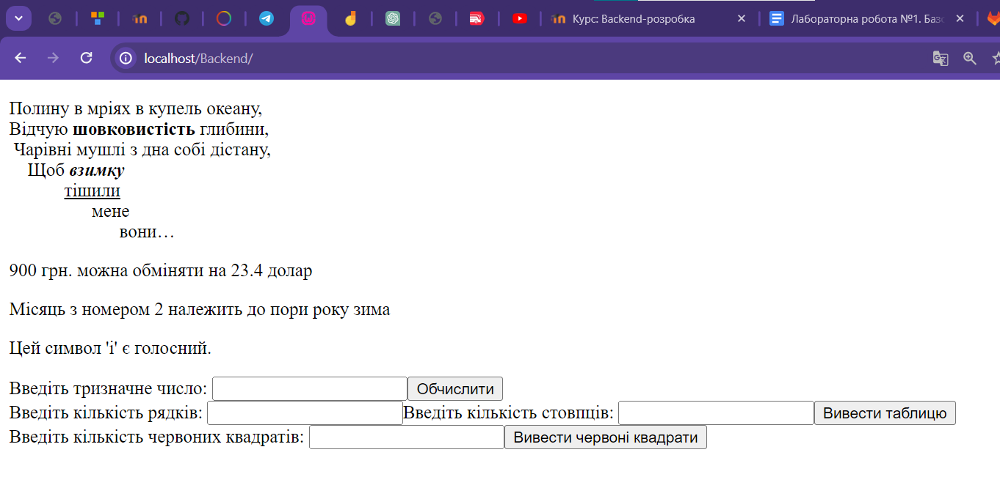 Курс: Backend-розробка
Лабораторна робота №1. Баз
localhost/Backend/
Полину в мріях в купель океану,
Відчую шовковистість глибини,
Чарівні мушлі з дна собі дістану,
Щоб взимку
тішили
мене
вони…
900 грн. можна обміняти на 23.4 долар
Місяць з номером 2 належить до пори року зима
Цей символ 'і' є голосний.
Введіть тризначне число: Обчислити
Введіть кількість рядків: Введіть кількість стовпців: Вивести таблицю
Введіть кількість червоних квадратів: Вивести червоні квадрати